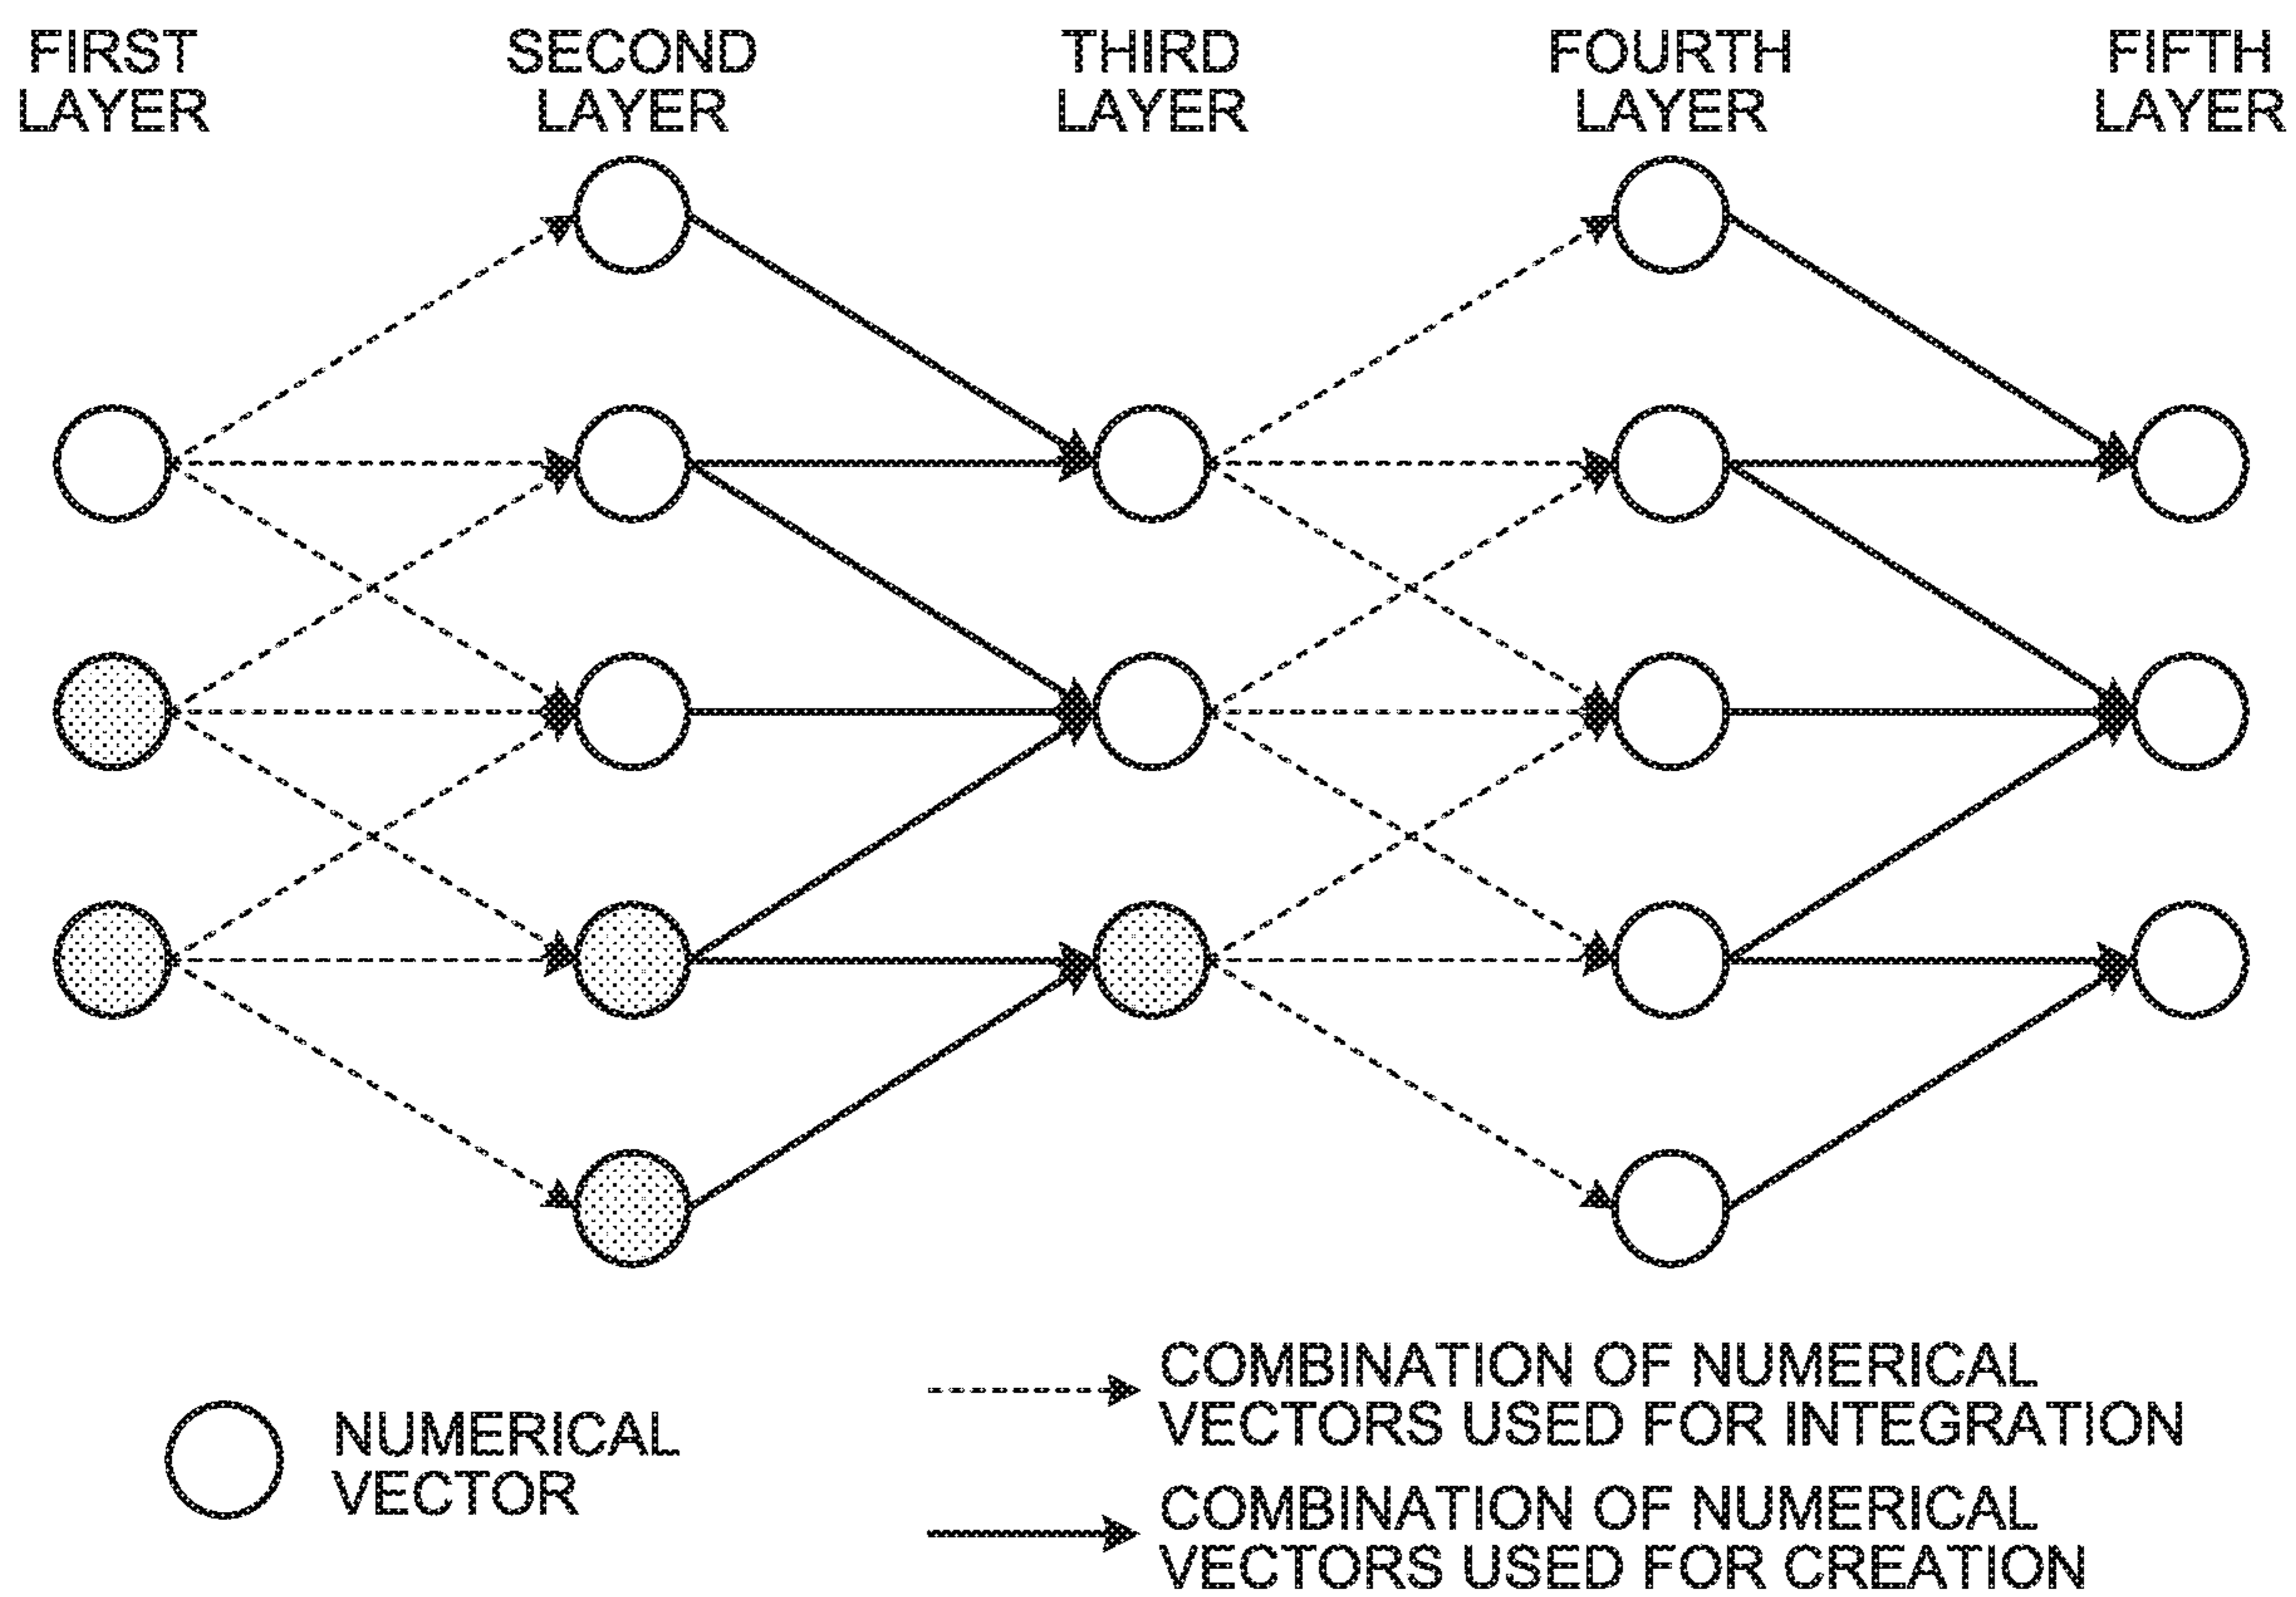 FIRST
LAYER
SECOND
LAYER
THIRD
LAYER
FOURTH
LAYER
FIFTH
LAYER
NUMERICAL
VECTOR
COMBINATION OF NUMERICAL
VECTORS USED FOR INTEGRATION
COMBINATION OF NUMERICAL
VECTORS USED FOR CREATION